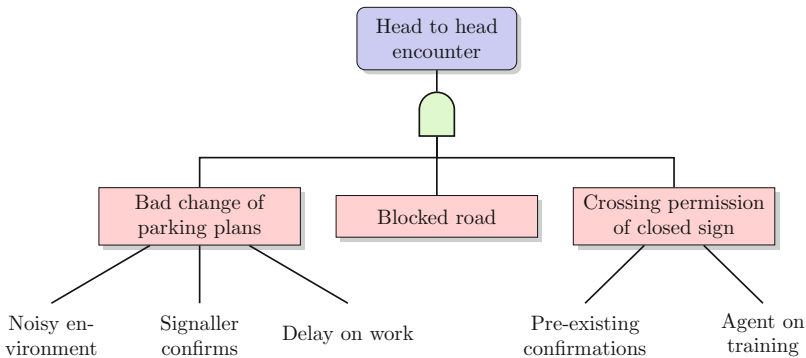 Head to head
encounter
Bad change of
parking plans
Blocked road
Crossing permission
of closed sign
Noisy en-
vironment
Signaller
confirms
Delay on work
Pre-existing
confirmations
Agent on
training